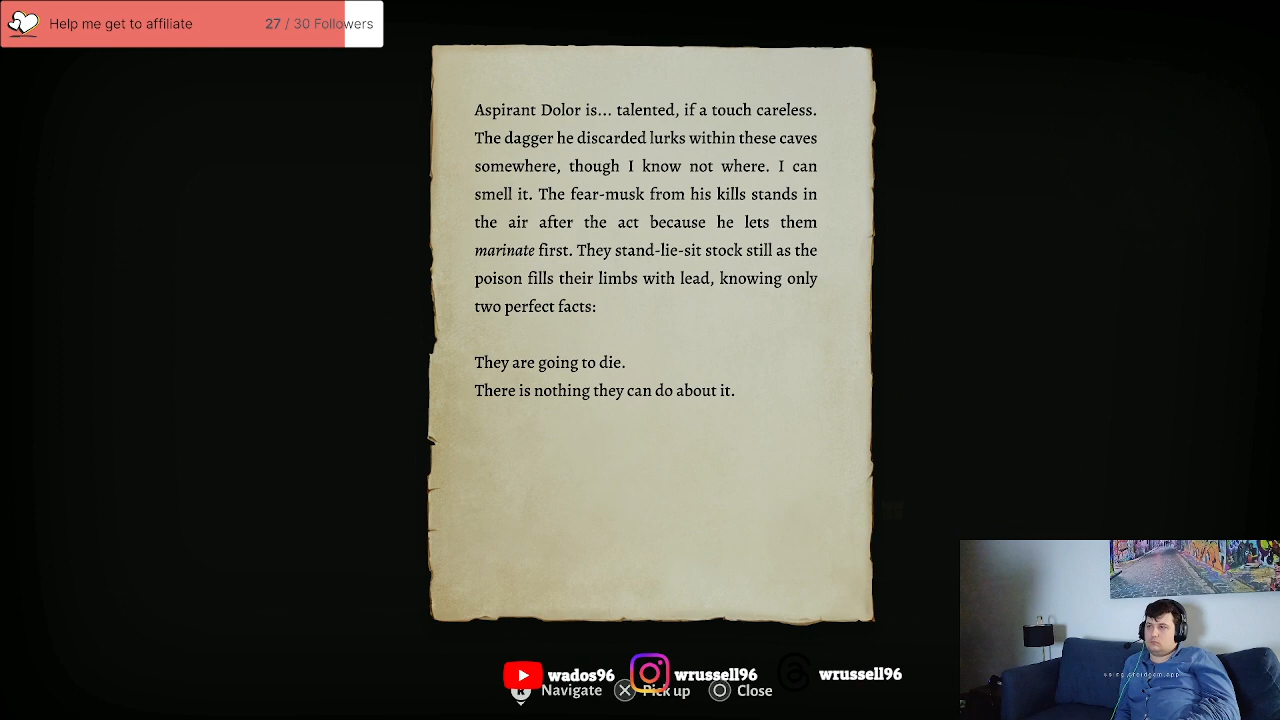 Help me get to affiliate 27 / 30 Followers
Aspirant Dolor is... talented, if a touch careless.
The dagger he discarded lurks within these caves
somewhere, though I know not where. I can
smell it. The fear-musk from his kills stands in
the air after the act because he lets them
marinate first. They stand-lie-sit stock still as the
poison fills their limbs with lead, knowing only
two perfect facts:
They are going to die.
There is nothing they can do about it.
wados96 wrussell96 wrussell96
R Navigate Pick up Close